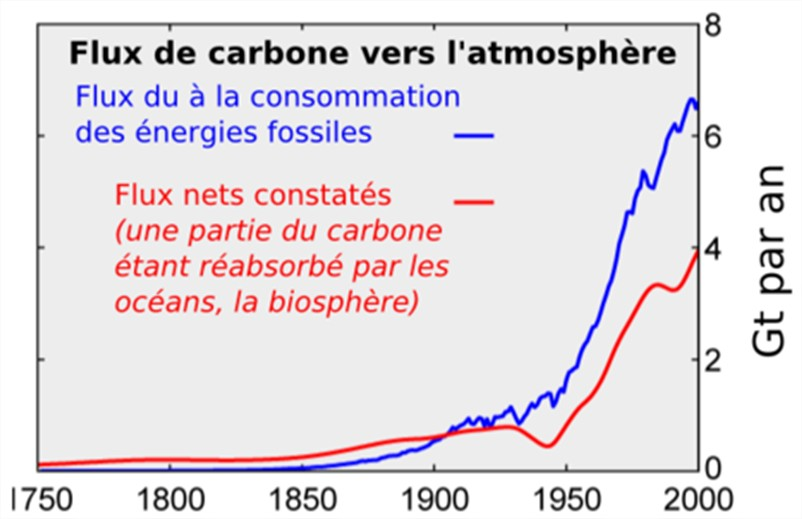 Flux de carbone vers l'atmosphère
Flux du à la consommation
des énergies fossiles
Flux nets constatés
(une partie du carbone
étant réabsorbé par les
océans, la biosphère)
8
6
4
2
0
Gt par an
1750 1800 1850 1900 1950 2000